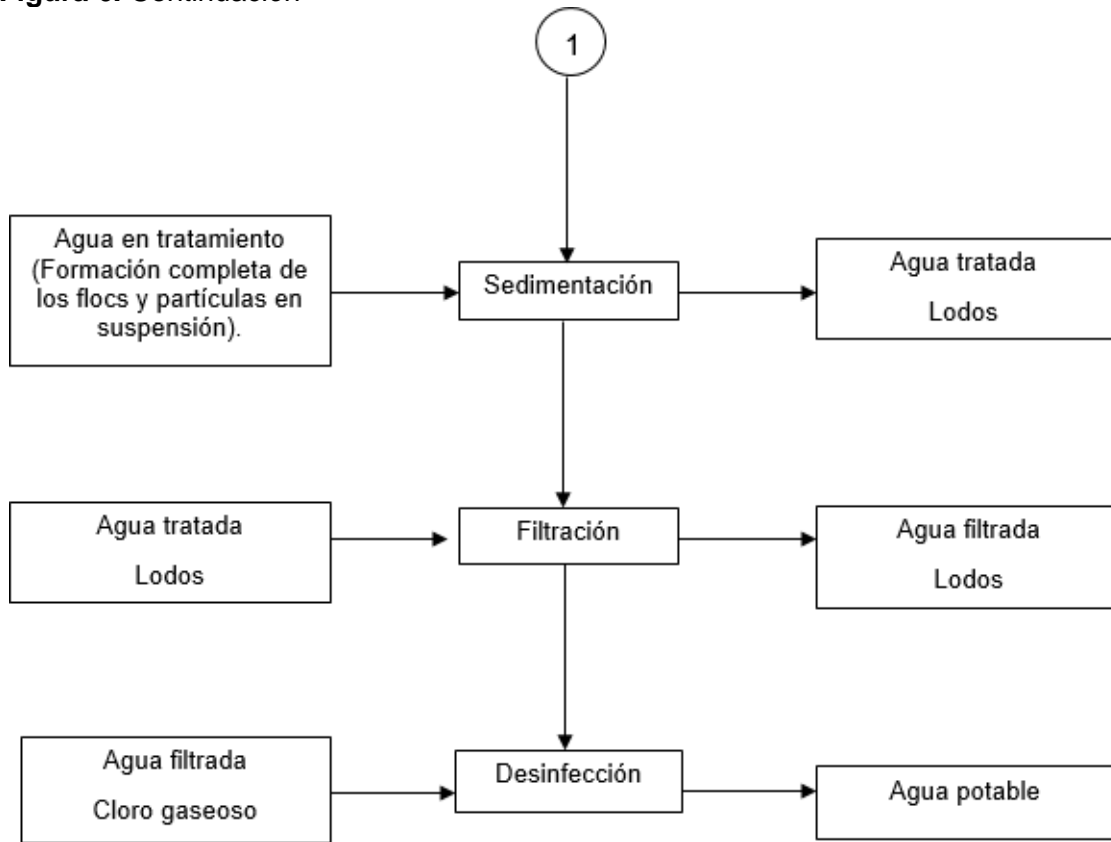 Figura 6. Continuación
1
Agua en tratamiento
(Formación completa de
los flocs y partículas en
suspensión).
Sedimentación
Agua tratada
Lodos
Agua tratada
Lodos
Filtración
Agua filtrada
Lodos
Agua filtrada
Cloro gaseoso
Desinfección
Agua potable